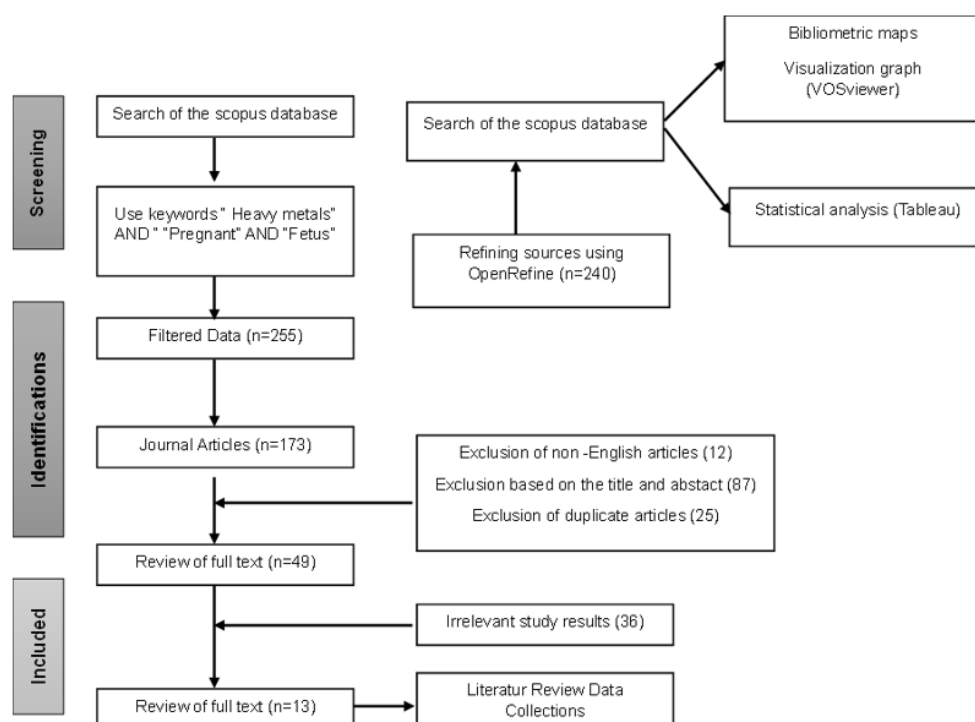 Screening
Identifications
Included
Search of the scopus database
Use keywords " Heavy metals"
AND " "Pregnant" AND "Fetus"
Filtered Data (n=255)
Journal Articles (n=173)
Review of full text (n=49)
Review of full text (n=13)
Search of the scopus database
Refining sources using
OpenRefine (n=240)
Bibliometric maps
Visualization graph
(VOSviewer)
Statistical analysis (Tableau)
Exclusion of non -English articles (12)
Exclusion based on the title and abstact (87)
Exclusion of duplicate articles (25)
Irrelevant study results (36)
Literatur Review Data
Collections